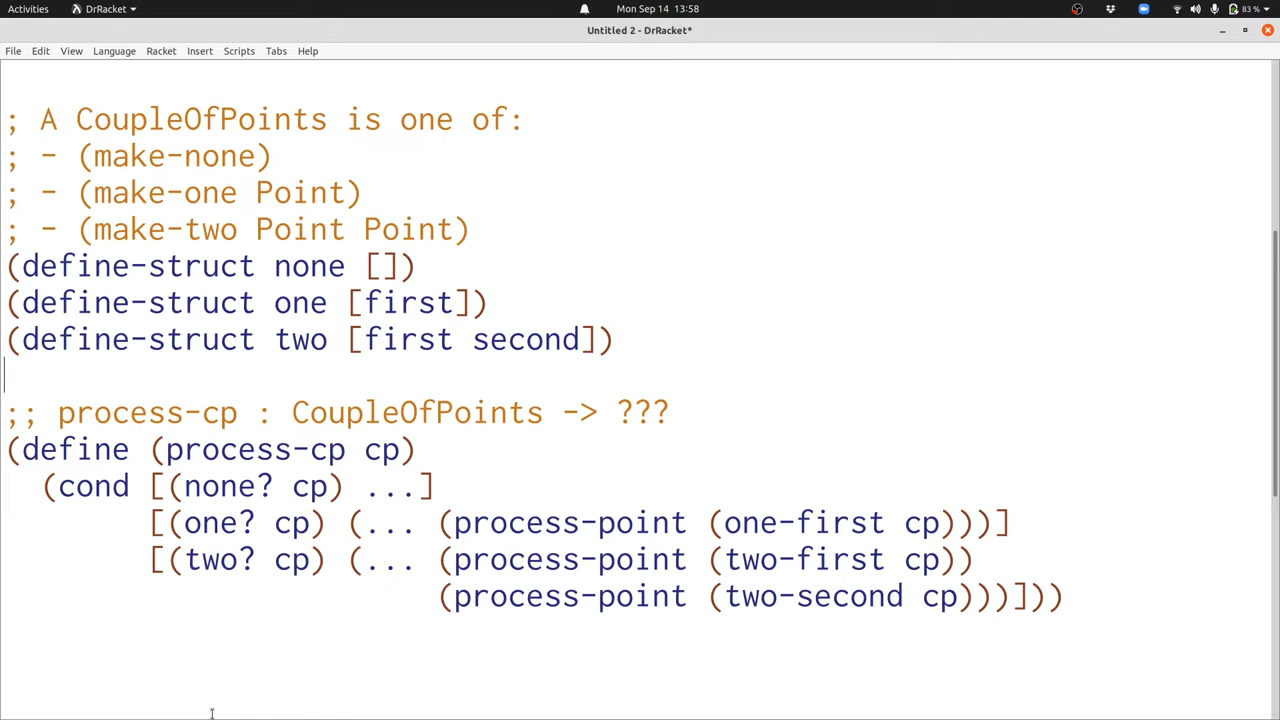 Activities DrRacket Mon Sep 14 13:58 83 %
Untitled 2 - DrRacket*
File Edit View Language Racket Insert Scripts Tabs Help
; A CoupleOfPoints is one of:
; - (make-none)
; - (make-one Point)
; - (make-two Point Point)
(define-struct none [])
(define-struct one [first])
(define-struct two [first second])
;; process-cp : CoupleOfPoints -> ???
(define (process-cp cp)
  (cond [(none? cp) ...]
        [(one? cp) (... (process-point (one-first cp)))]
        [(two? cp) (... (process-point (two-first cp))
                        (process-point (two-second cp)))]))